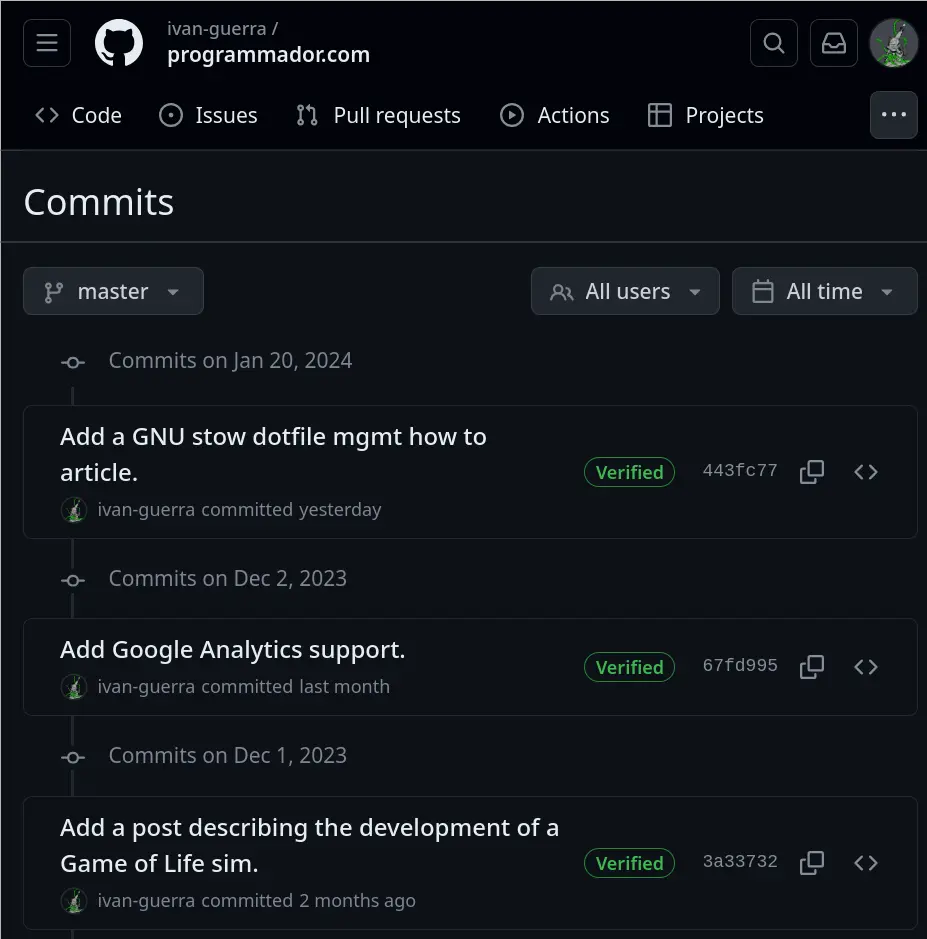 ivan-guerra /
programmador.com
Code Issues Pull requests Actions Projects
Commits
master All users All time
Commits on Jan 20, 2024
Add a GNU stow dotfile mgmt how to
article.
Verified 443fc77
ivan-guerra committed yesterday
Commits on Dec 2, 2023
Add Google Analytics support.
Verified 67fd995
ivan-guerra committed last month
Commits on Dec 1, 2023
Add a post describing the development of a
Game of Life sim.
Verified 3a33732
ivan-guerra committed 2 months ago